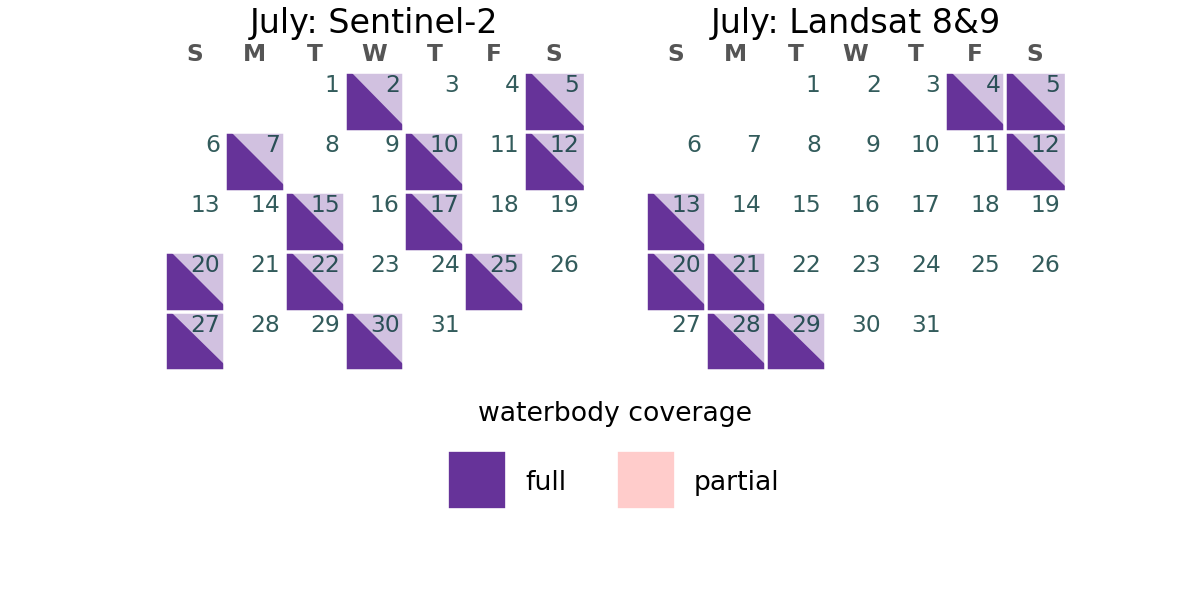 July: Sentinel-2
S M T W T F S
1 2 3 4 5
6 7 8 9 10 11 12
13 14 15 16 17 18 19
20 21 22 23 24 25 26
27 28 29 30 31
July: Landsat 8&9
S M T W T F S
1 2 3 4 5
6 7 8 9 10 11 12
13 14 15 16 17 18 19
20 21 22 23 24 25 26
27 28 29 30 31
waterbody coverage
full partial